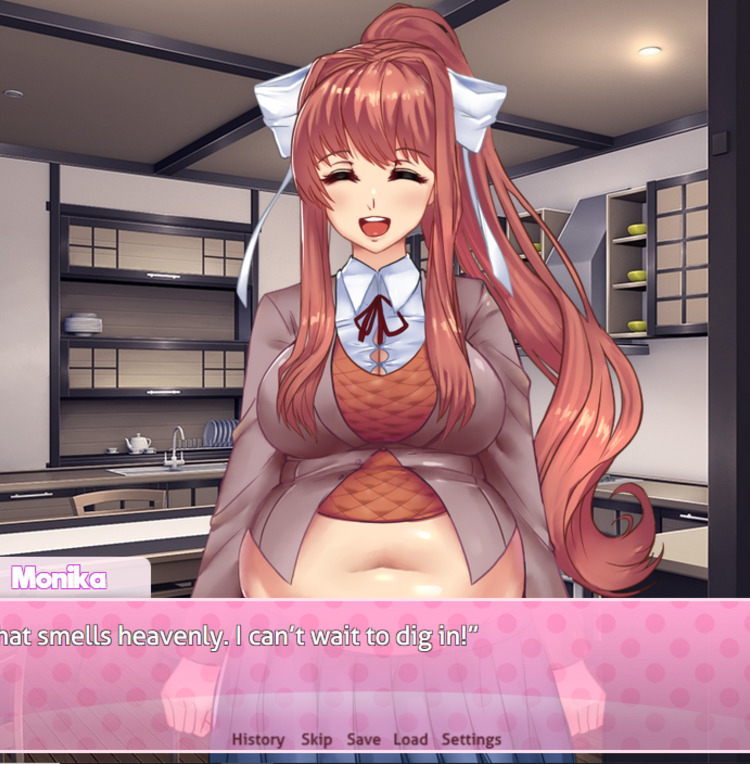 Monika
hat smells heavenly. I can't wait to dig in!”
History Skip Save Load Settings